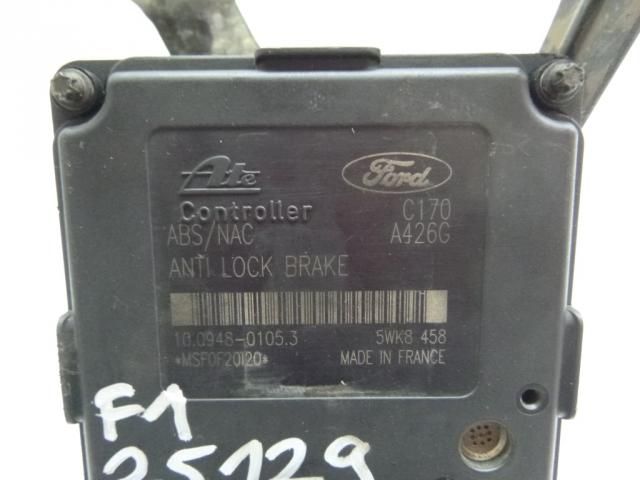 Ate Ford
Controller C170
ABS/NAC A426G
ANTI LOCK BRAKE
10.0948-0105.3 5WK8 458
*MSF0F20120* MADE IN FRANCE
F1
25129